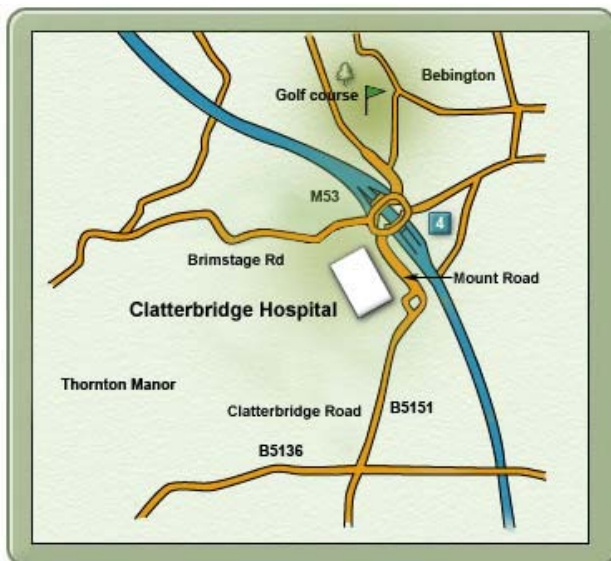 Bebington
Golf course
M53
4
Brimstage Rd
Mount Road
Clatterbridge Hospital
Thornton Manor
Clatterbridge Road
B5151
B5136